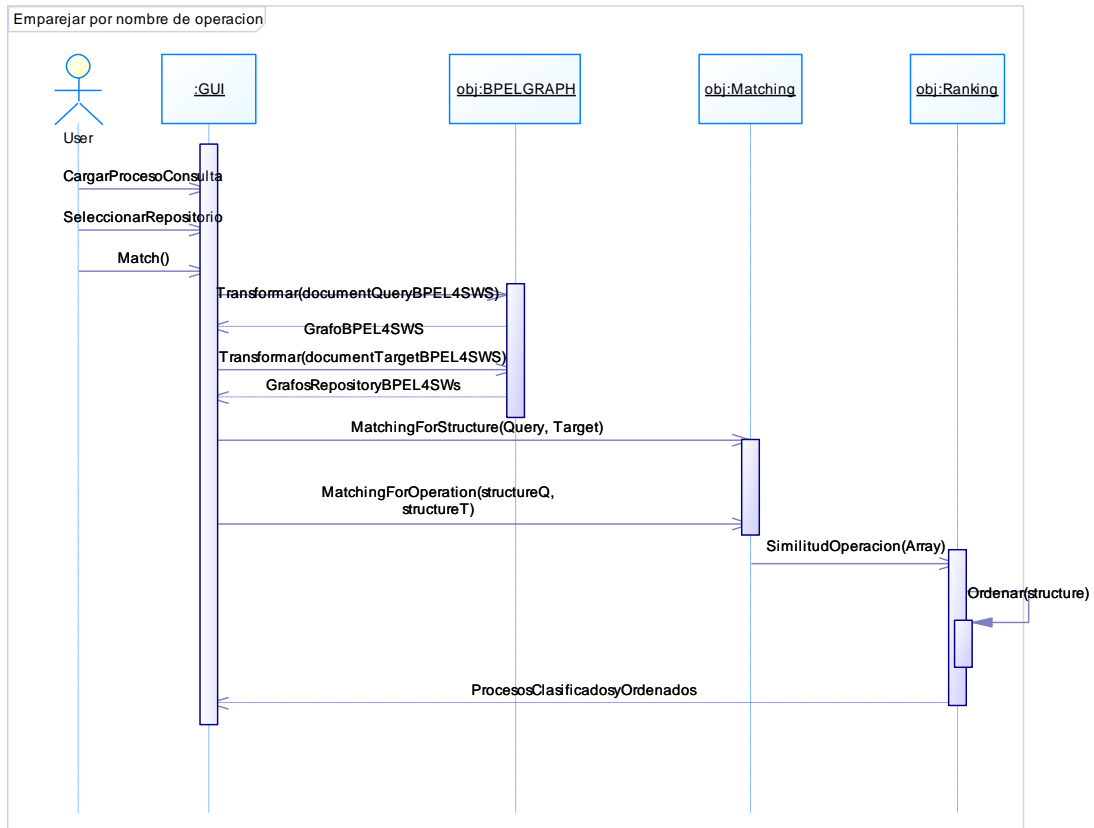 Emparejar por nombre de operacion
:GUI
obj:BPELGRAPH
obj:Matching
obj:Ranking
User
CargarProcesoConsulta
SeleccionarRepositorio
Match()
Transformar(documentQueryBPEL4SWS)
GrafoBPEL4SWS
Transformar(documentTargetBPEL4SWS)
GrafosRepositoryBPEL4SWs
MatchingForStructure(Query, Target)
MatchingForOperation(structureQ,
structureT)
SimilitudOperacion(Array)
Ordenar(structure)
ProcesosClasificadosyOrdenados